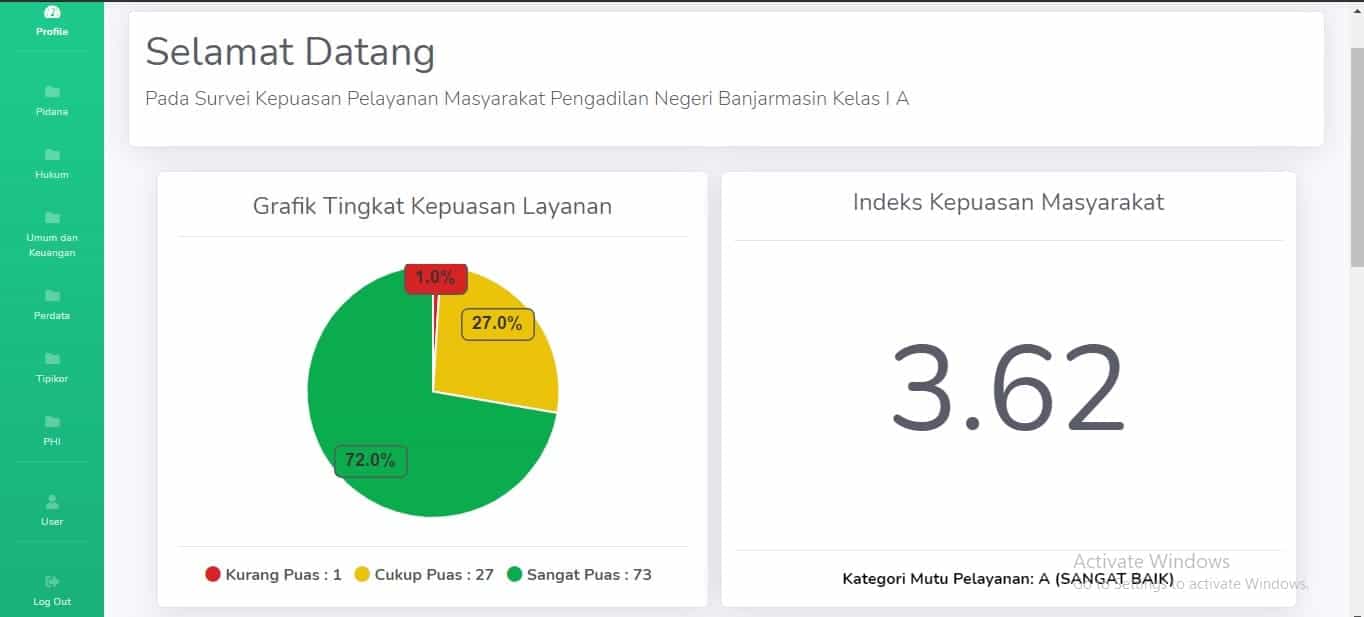 Profile
Pidana
Hukum
Umum dan
Keuangan
Perdata
Tipikor
PHI
User
Log Out
Selamat Datang
Pada Survei Kepuasan Pelayanan Masyarakat Pengadilan Negeri Banjarmasin Kelas I A
Grafik Tingkat Kepuasan Layanan
1.0%
27.0%
72.0%
Kurang Puas : 1 Cukup Puas : 27 Sangat Puas : 73
Indeks Kepuasan Masyarakat
3.62
Kategori Mutu Pelayanan: A (SANGAT BAIK)
Activate Windows
Go to Settings to activate Windows.